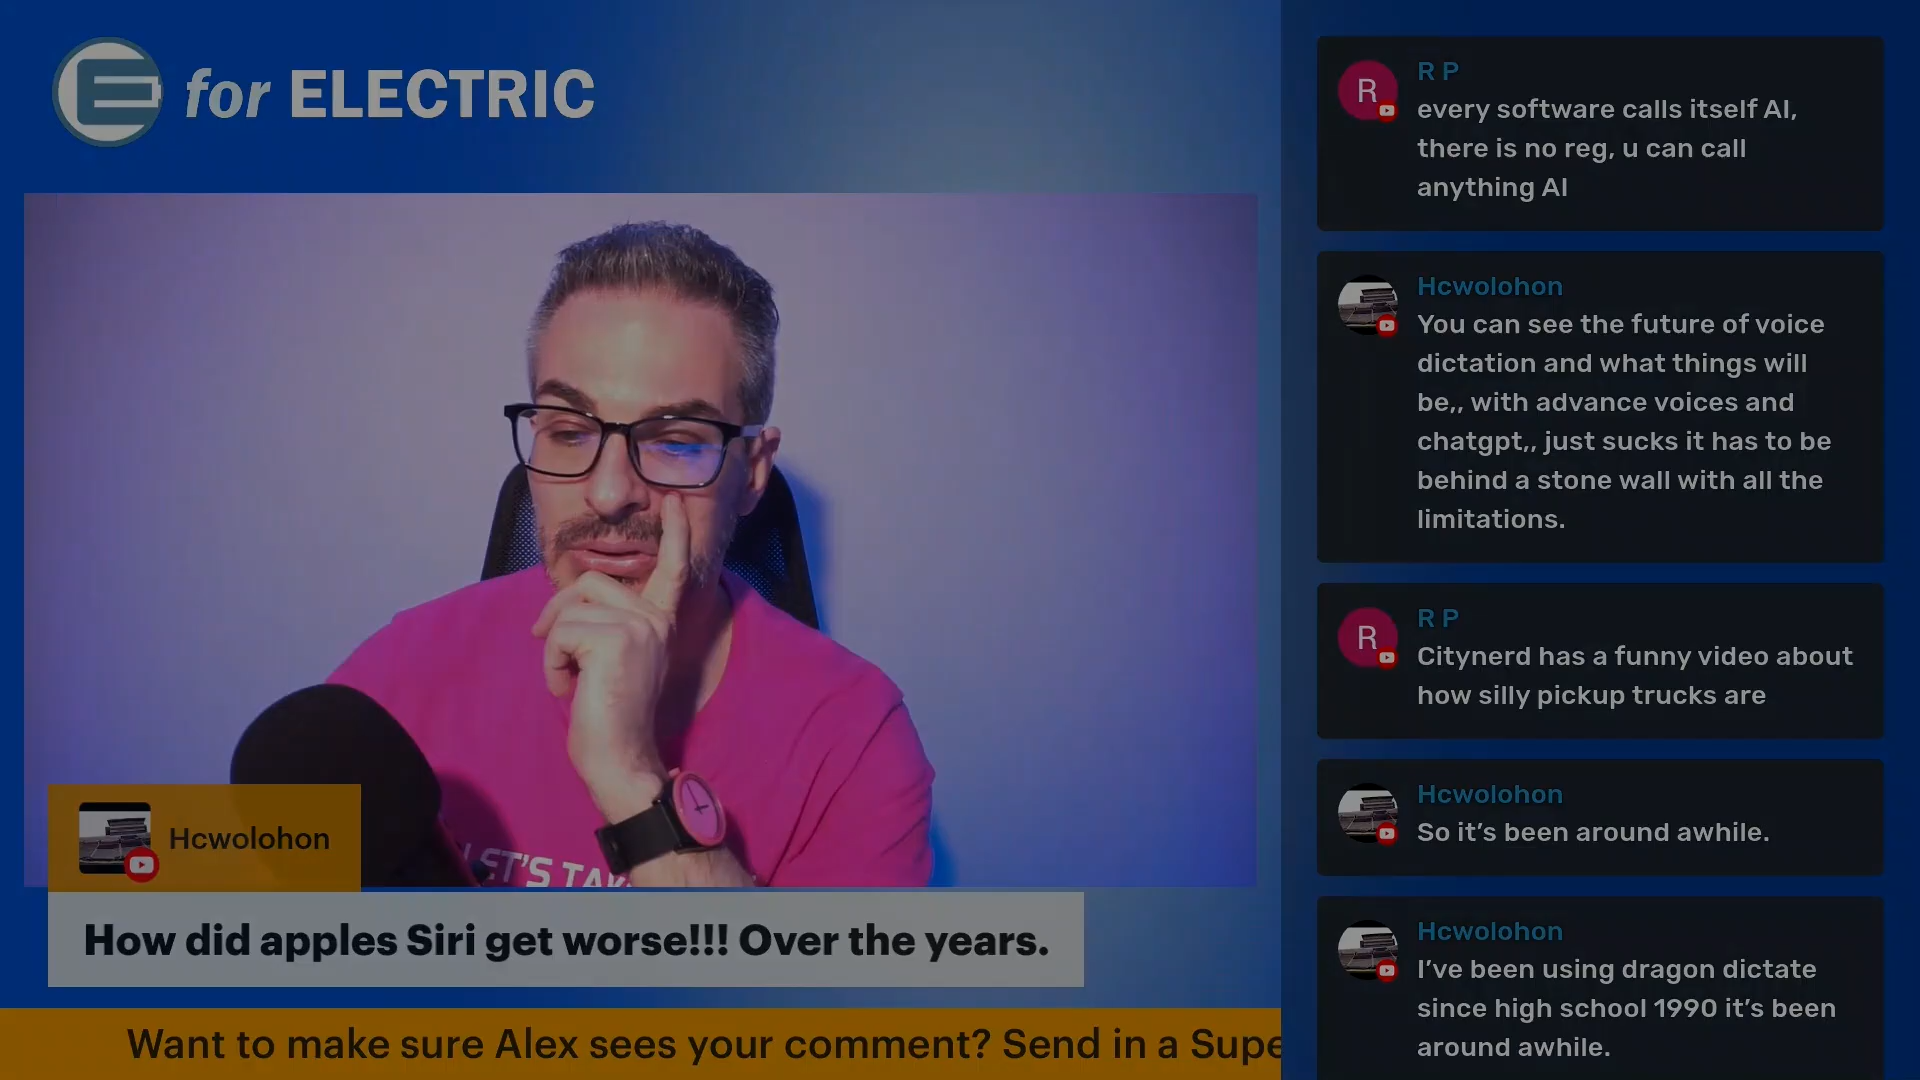 E for ELECTRIC
LET'S TA
Hcwolohon
How did apples Siri get worse!!! Over the years.
Want to make sure Alex sees your comment? Send in a Supe
R
R P
every software calls itself AI,
there is no reg, u can call
anything AI
Hcwolohon
You can see the future of voice
dictation and what things will
be,, with advance voices and
chatgpt,, just sucks it has to be
behind a stone wall with all the
limitations.
R
R P
Citynerd has a funny video about
how silly pickup trucks are
Hcwolohon
So it's been around awhile.
Hcwolohon
I've been using dragon dictate
since high school 1990 it's been
around awhile.